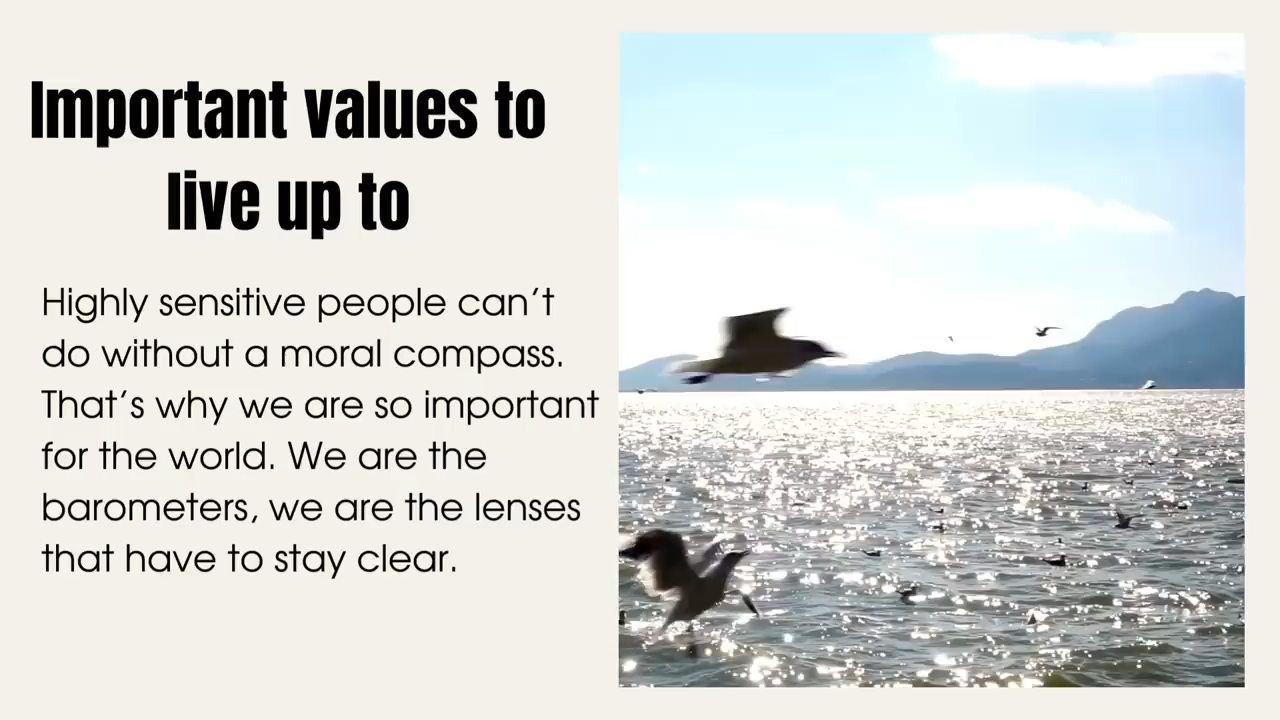 Important values to
live up to
Highly sensitive people can’t
do without a moral compass.
That’s why we are so important
for the world. We are the
barometers, we are the lenses
that have to stay clear.